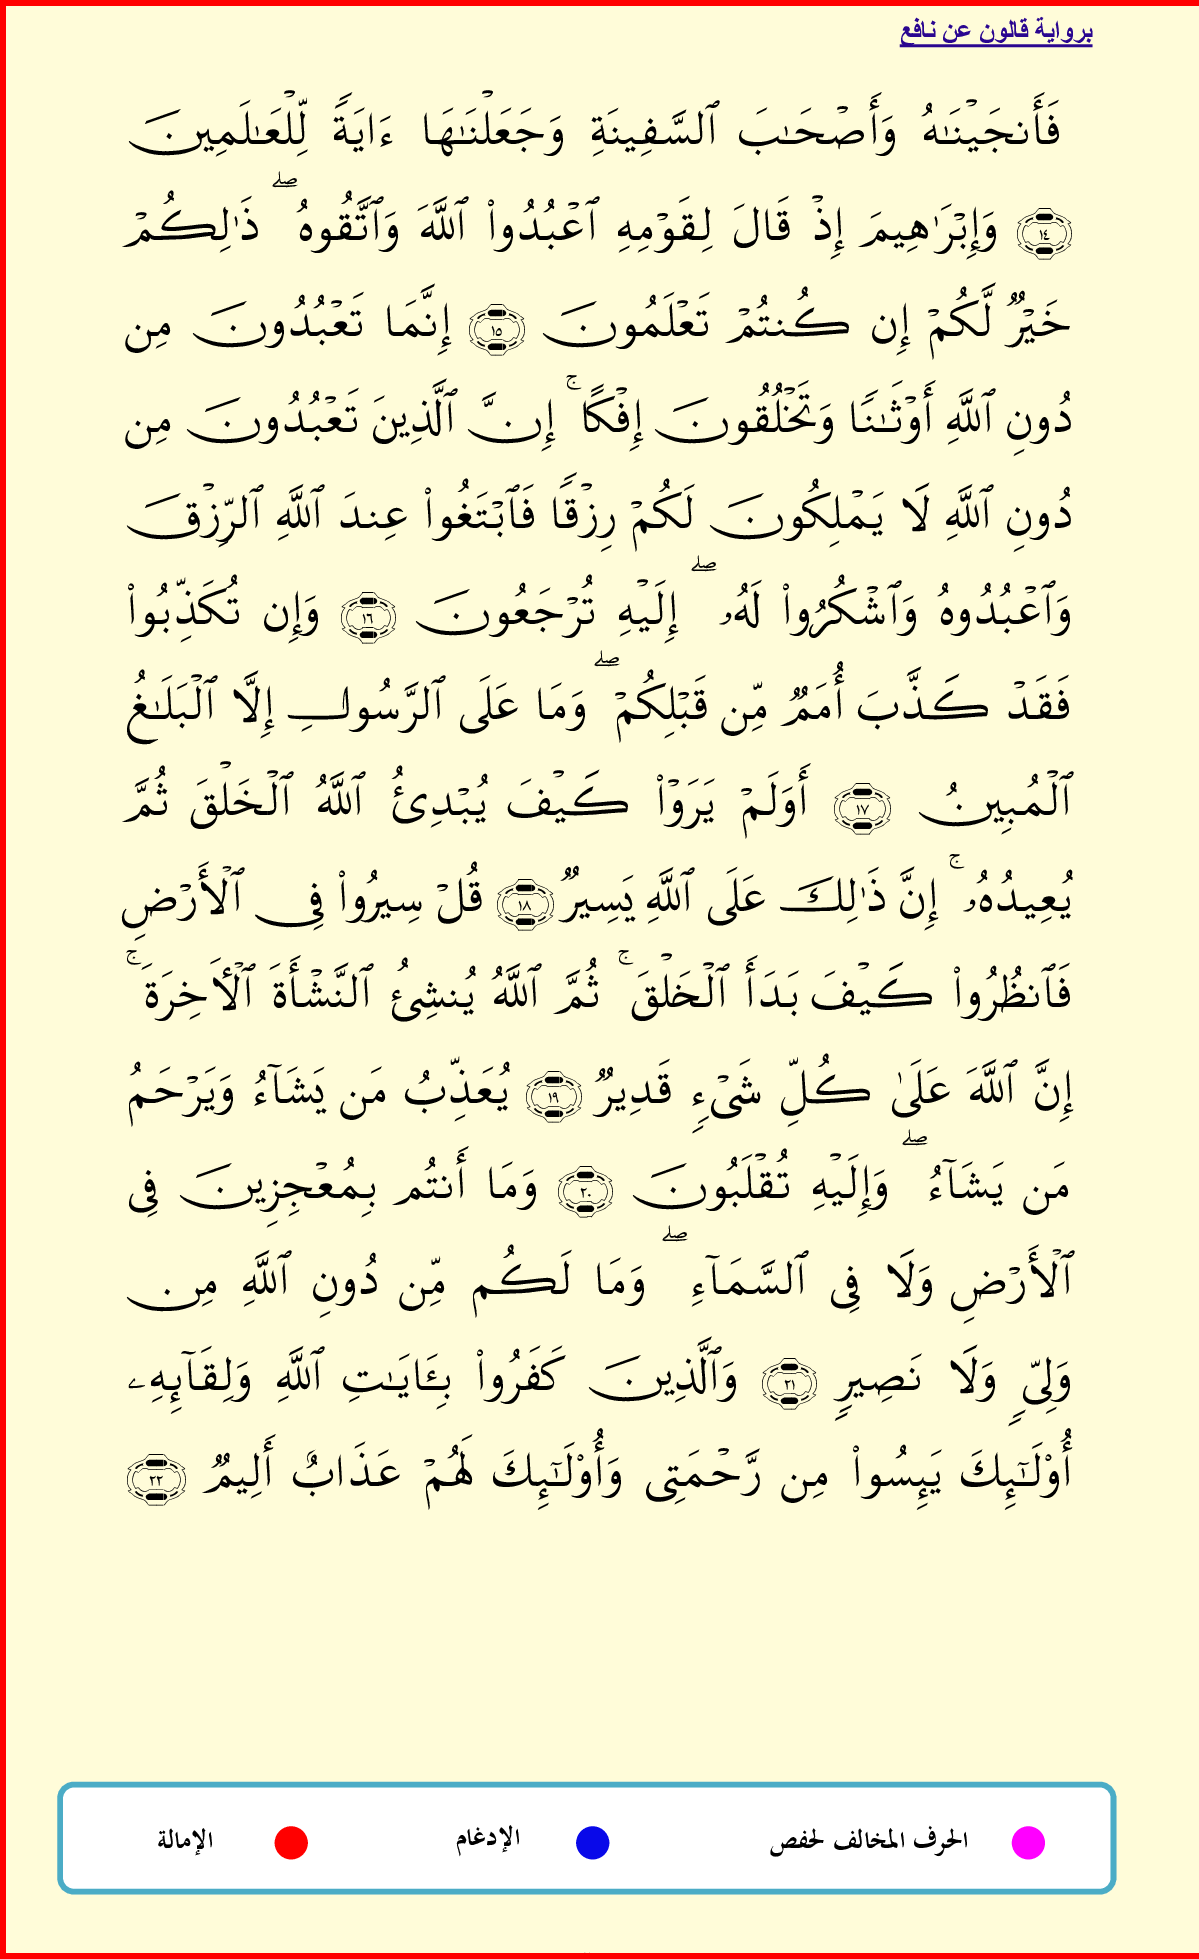 برواية قالون عن نافع
فَأَنجَيْنَٰهُ وَأَصْحَٰبَ ٱلسَّفِينَةِ وَجَعَلْنَٰهَا ءَايَةً لِّلْعَٰلَمِينَ
١٤ وَإِبْرَٰهِيمَ إِذْ قَالَ لِقَوْمِهِ ٱعْبُدُوا۟ ٱللَّهَ وَٱتَّقُوهُ ۖ ذَٰلِكُمْ
خَيْرٌ لَّكُمْ إِن كُنتُمْ تَعْلَمُونَ ١٥ إِنَّمَا تَعْبُدُونَ مِن
دُونِ ٱللَّهِ أَوْثَٰنًا وَتَخْلُقُونَ إِفْكًا ۚ إِنَّ ٱلَّذِينَ تَعْبُدُونَ مِن
دُونِ ٱللَّهِ لَا يَمْلِكُونَ لَكُمْ رِزْقًا فَٱبْتَغُوا۟ عِندَ ٱللَّهِ ٱلرِّزْقَ
وَٱعْبُدُوهُ وَٱشْكُرُوا۟ لَهُۥ ۖ إِلَيْهِ تُرْجَعُونَ ١٦ وَإِن تُكَذِّبُوا۟
فَقَدْ كَذَّبَ أُمَمٌ مِّن قَبْلِكُمْ ۖ وَمَا عَلَى ٱلرَّسُولِ إِلَّا ٱلْبَلَٰغُ
ٱلْمُبِينُ ١٧ أَوَلَمْ يَرَوْا۟ كَيْفَ يُبْدِئُ ٱللَّهُ ٱلْخَلْقَ ثُمَّ
يُعِيدُهُۥ ۚ إِنَّ ذَٰلِكَ عَلَى ٱللَّهِ يَسِيرٌ ١٨ قُلْ سِيرُوا۟ فِى ٱلْأَرْضِ
فَٱنظُرُوا۟ كَيْفَ بَدَأَ ٱلْخَلْقَ ۚ ثُمَّ ٱللَّهُ يُنشِئُ ٱلنَّشْأَةَ ٱلْأَخِرَةَ ۚ
إِنَّ ٱللَّهَ عَلَىٰ كُلِّ شَىْءٍ قَدِيرٌ ١٩ يُعَذِّبُ مَن يَشَآءُ وَيَرْحَمُ
مَن يَشَآءُ ۖ وَإِلَيْهِ تُقْلَبُونَ ٢٠ وَمَا أَنتُم بِمُعْجِزِينَ فِى
ٱلْأَرْضِ وَلَا فِى ٱلسَّمَآءِ ۖ وَمَا لَكُم مِّن دُونِ ٱللَّهِ مِن
وَلِىٍّ وَلَا نَصِيرٍ ٢١ وَٱلَّذِينَ كَفَرُوا۟ بِـَٔايَٰتِ ٱللَّهِ وَلِقَآئِهِۦ
أُو۟لَٰٓئِكَ يَئِسُوا۟ مِن رَّحْمَتِى وَأُو۟لَٰٓئِكَ لَهُمْ عَذَابٌ أَلِيمٌ ٢٢
الحرف المخالف لحفص الإدغام الإمالة